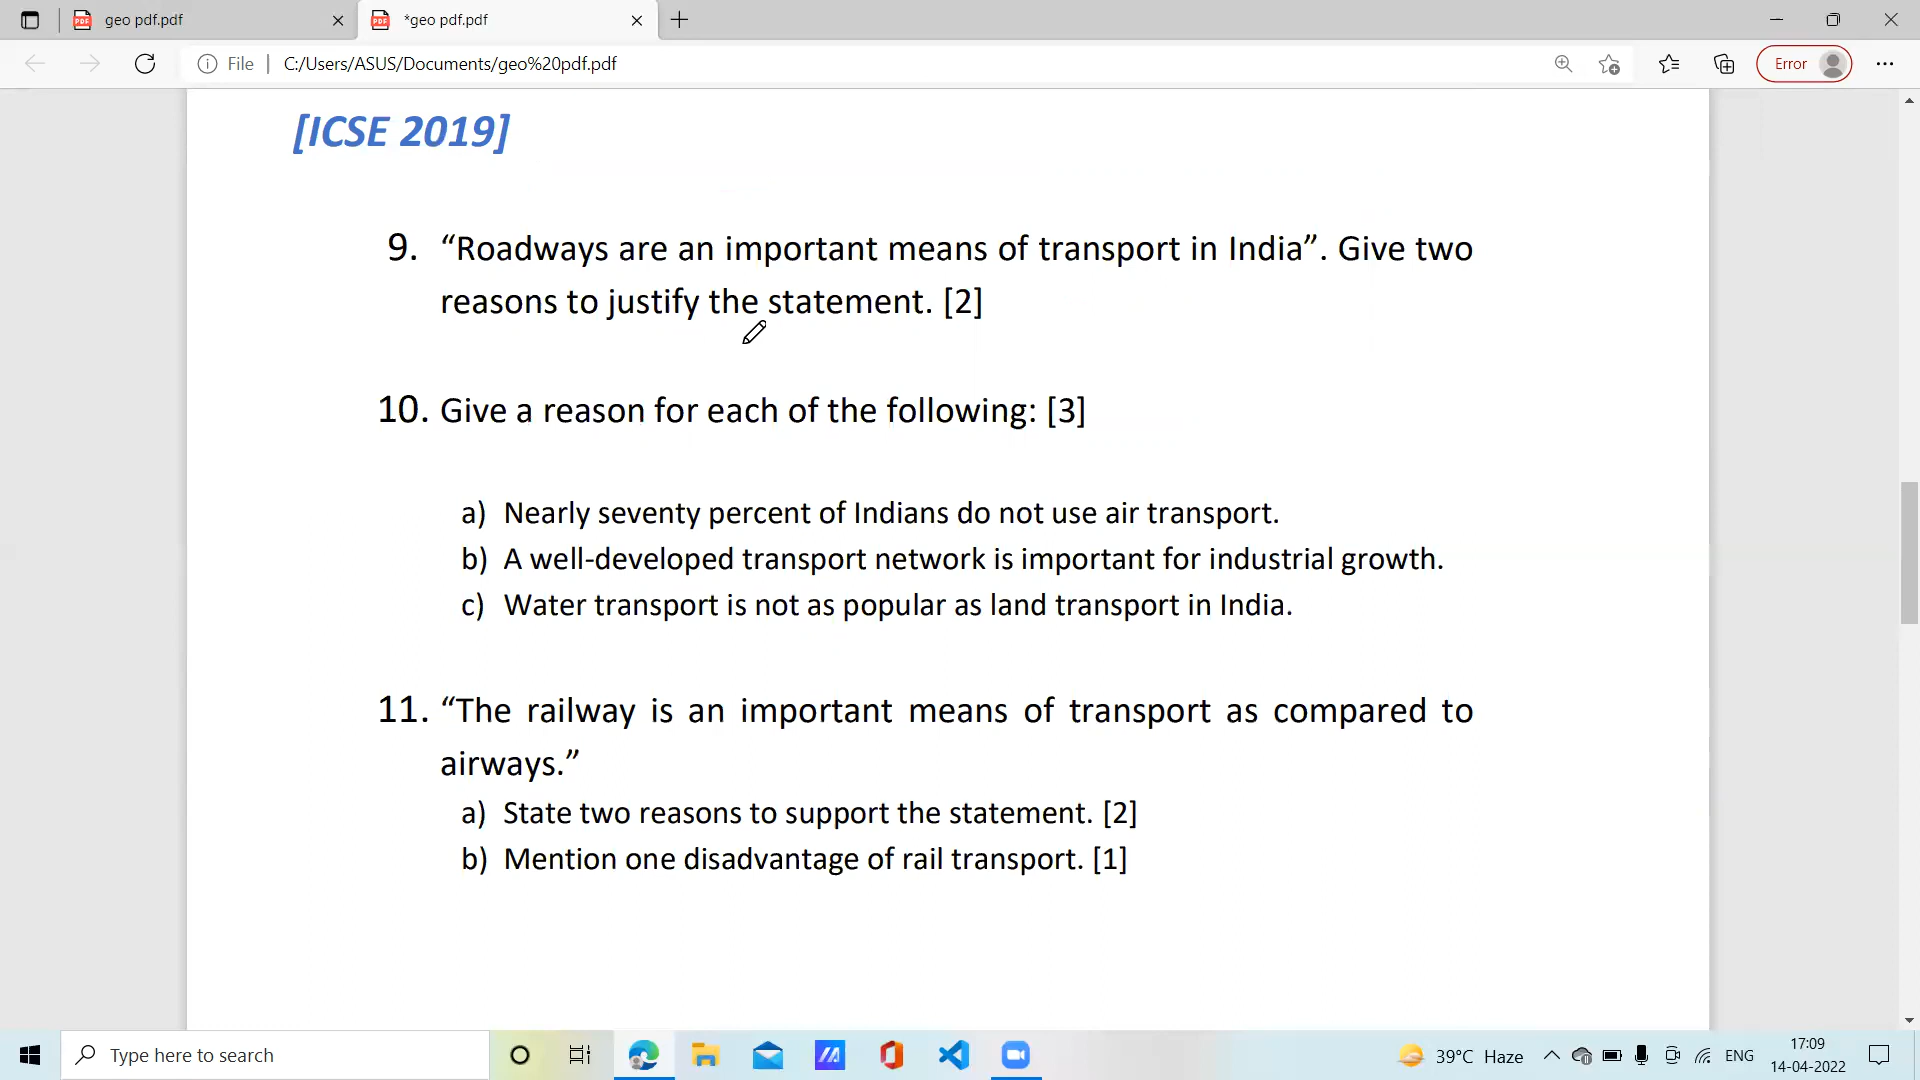 geo pdf.pdf
*geo pdf.pdf
File
C:/Users/ASUS/Documents/geo%20pdf.pdf
Error
[ICSE 2019]
9. “Roadways are an important means of transport in India”. Give two
reasons to justify the statement. [2]
10. Give a reason for each of the following: [3]
a) Nearly seventy percent of Indians do not use air transport.
b) A well-developed transport network is important for industrial growth.
c) Water transport is not as popular as land transport in India.
11. “The railway is an important means of transport as compared to
airways.”
a) State two reasons to support the statement. [2]
b) Mention one disadvantage of rail transport. [1]
Type here to search
39°C Haze
ENG
17:09
14-04-2022